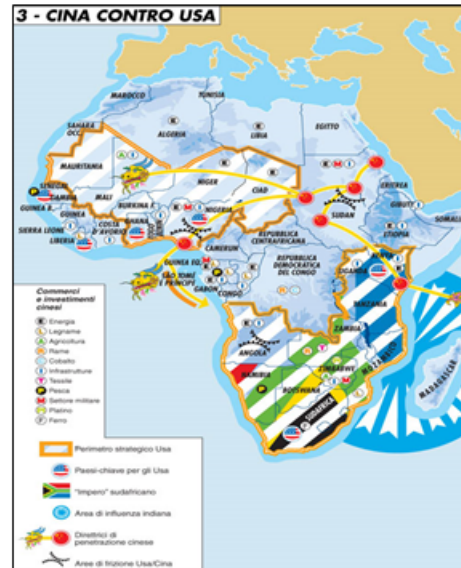 3 - CINA CONTRO USA
MAROCCO
TUNISIA
ALGERIA
LIBIA
EGITTO
SAHARA
OCC.
MAURITANIA
MALI
NIGER
CIAD
SUDAN
ERITREA
GIBUTI
SENEGAL
GAMBIA
GUINEA B.
GUINEA
SIERRA LEONE
LIBERIA
COSTA
D'AVORIO
BURKINA
GHANA
NIGERIA
CAMERUN
REPUBBLICA
CENTRAFRICANA
ETIOPIA
SOMALIA
GUINEA EQ.
SÃO TOMÉ
E PRÍNCIPE
GABON
CONGO
REPUBBLICA
DEMOCRATICA
DEL CONGO
UGANDA
KENYA
TANZANIA
ANGOLA
ZAMBIA
MOZAMBICO
ZIMBABWE
NAMIBIA
BOTSWANA
SUDAFRICA
MADAGASCAR
Commerci
e investimenti
cinesi
E Energia
L Legname
A Agricoltura
R Rame
C Cobalto
I Infrastrutture
T Tessile
P Pesca
M Settore militare
Platino
F Ferro
Perimetro strategico Usa
Paesi-chiave per gli Usa
"Impero" sudafricano
Area di influenza indiana
Direttrici di
penetrazione cinese
Aree di frizione Usa/Cina